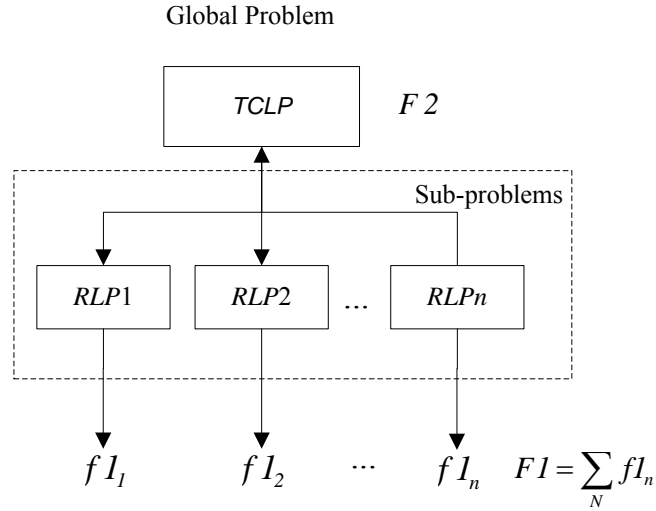 Global Problem
TCLP F 2
Sub-problems
RLP1 RLP2 ... RLPn
f1₁ f1₂ ... f1ₙ F1 = ∑_N f1ₙ